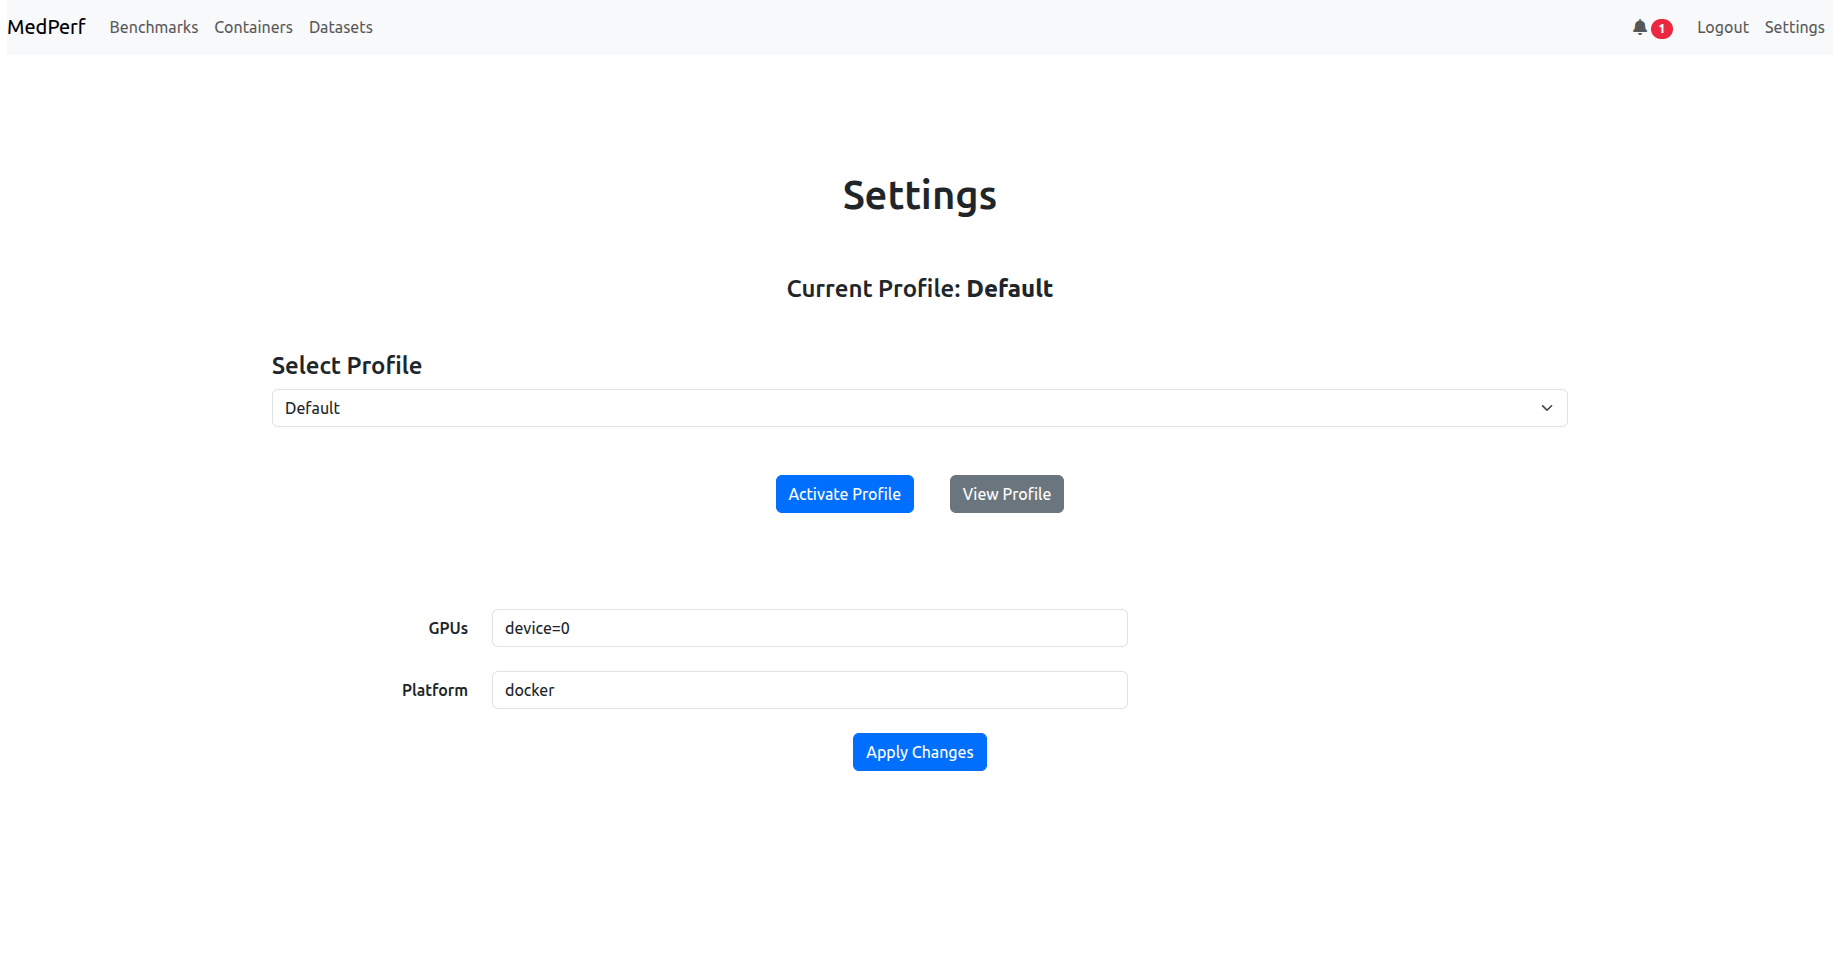 MedPerf Benchmarks Containers Datasets 1 Logout Settings
Settings
Current Profile: Default
Select Profile
Default
Activate Profile View Profile
GPUs device=0
Platform docker
Apply Changes